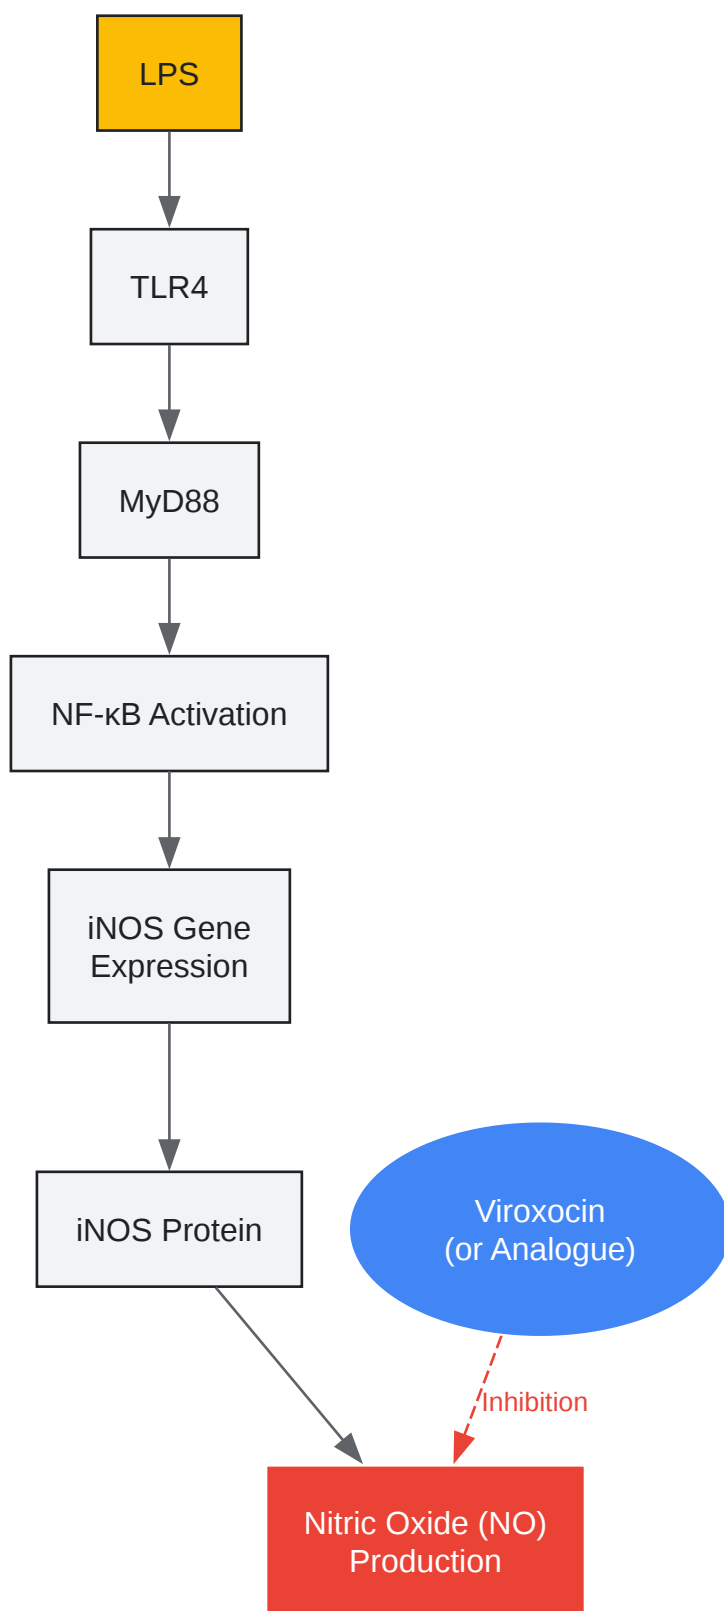 LPS
TLR4
MyD88
NF-κB Activation
iNOS Gene
Expression
iNOS Protein
Viroxocin
(or Analogue)
Inhibition
Nitric Oxide (NO)
Production